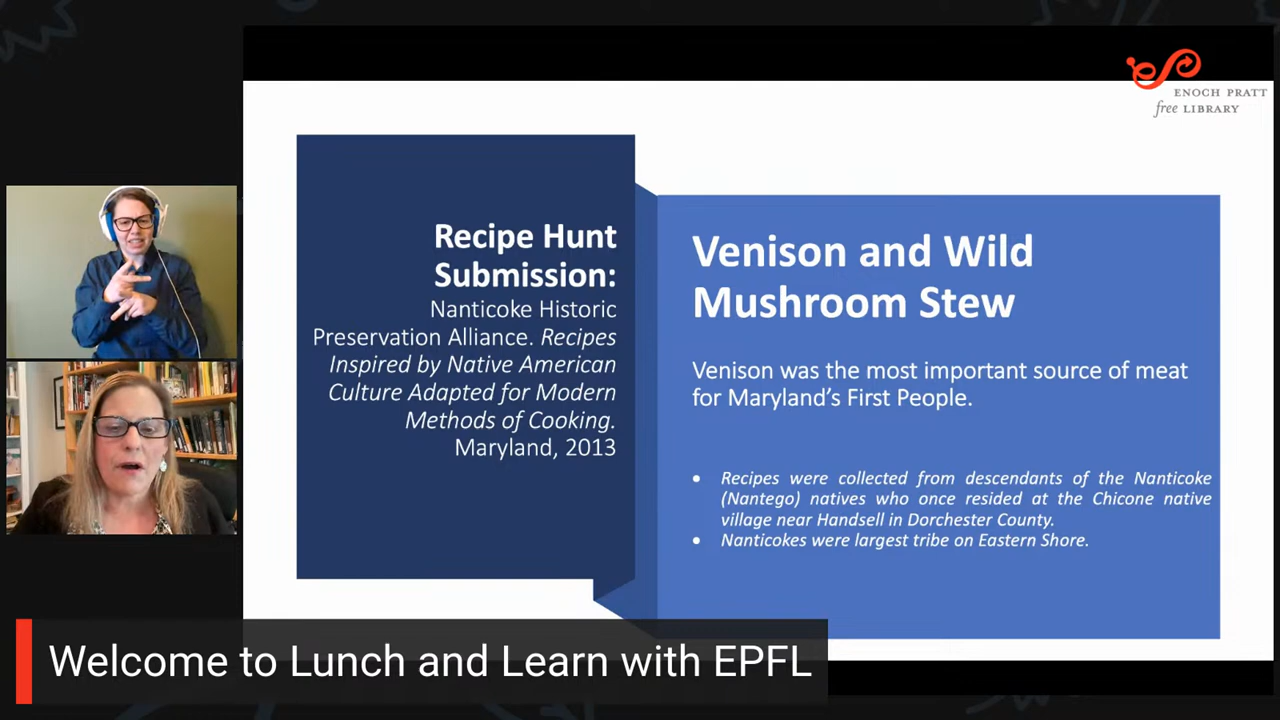 ENOCH PRATT
free LIBRARY
Recipe Hunt
Submission:
Nanticoke Historic
Preservation Alliance. Recipes
Inspired by Native American
Culture Adapted for Modern
Methods of Cooking.
Maryland, 2013
Venison and Wild
Mushroom Stew
Venison was the most important source of meat
for Maryland’s First People.
• Recipes were collected from descendants of the Nanticoke
(Nantego) natives who once resided at the Chicone native
village near Handsell in Dorchester County.
• Nanticokes were largest tribe on Eastern Shore.
Welcome to Lunch and Learn with EPFL